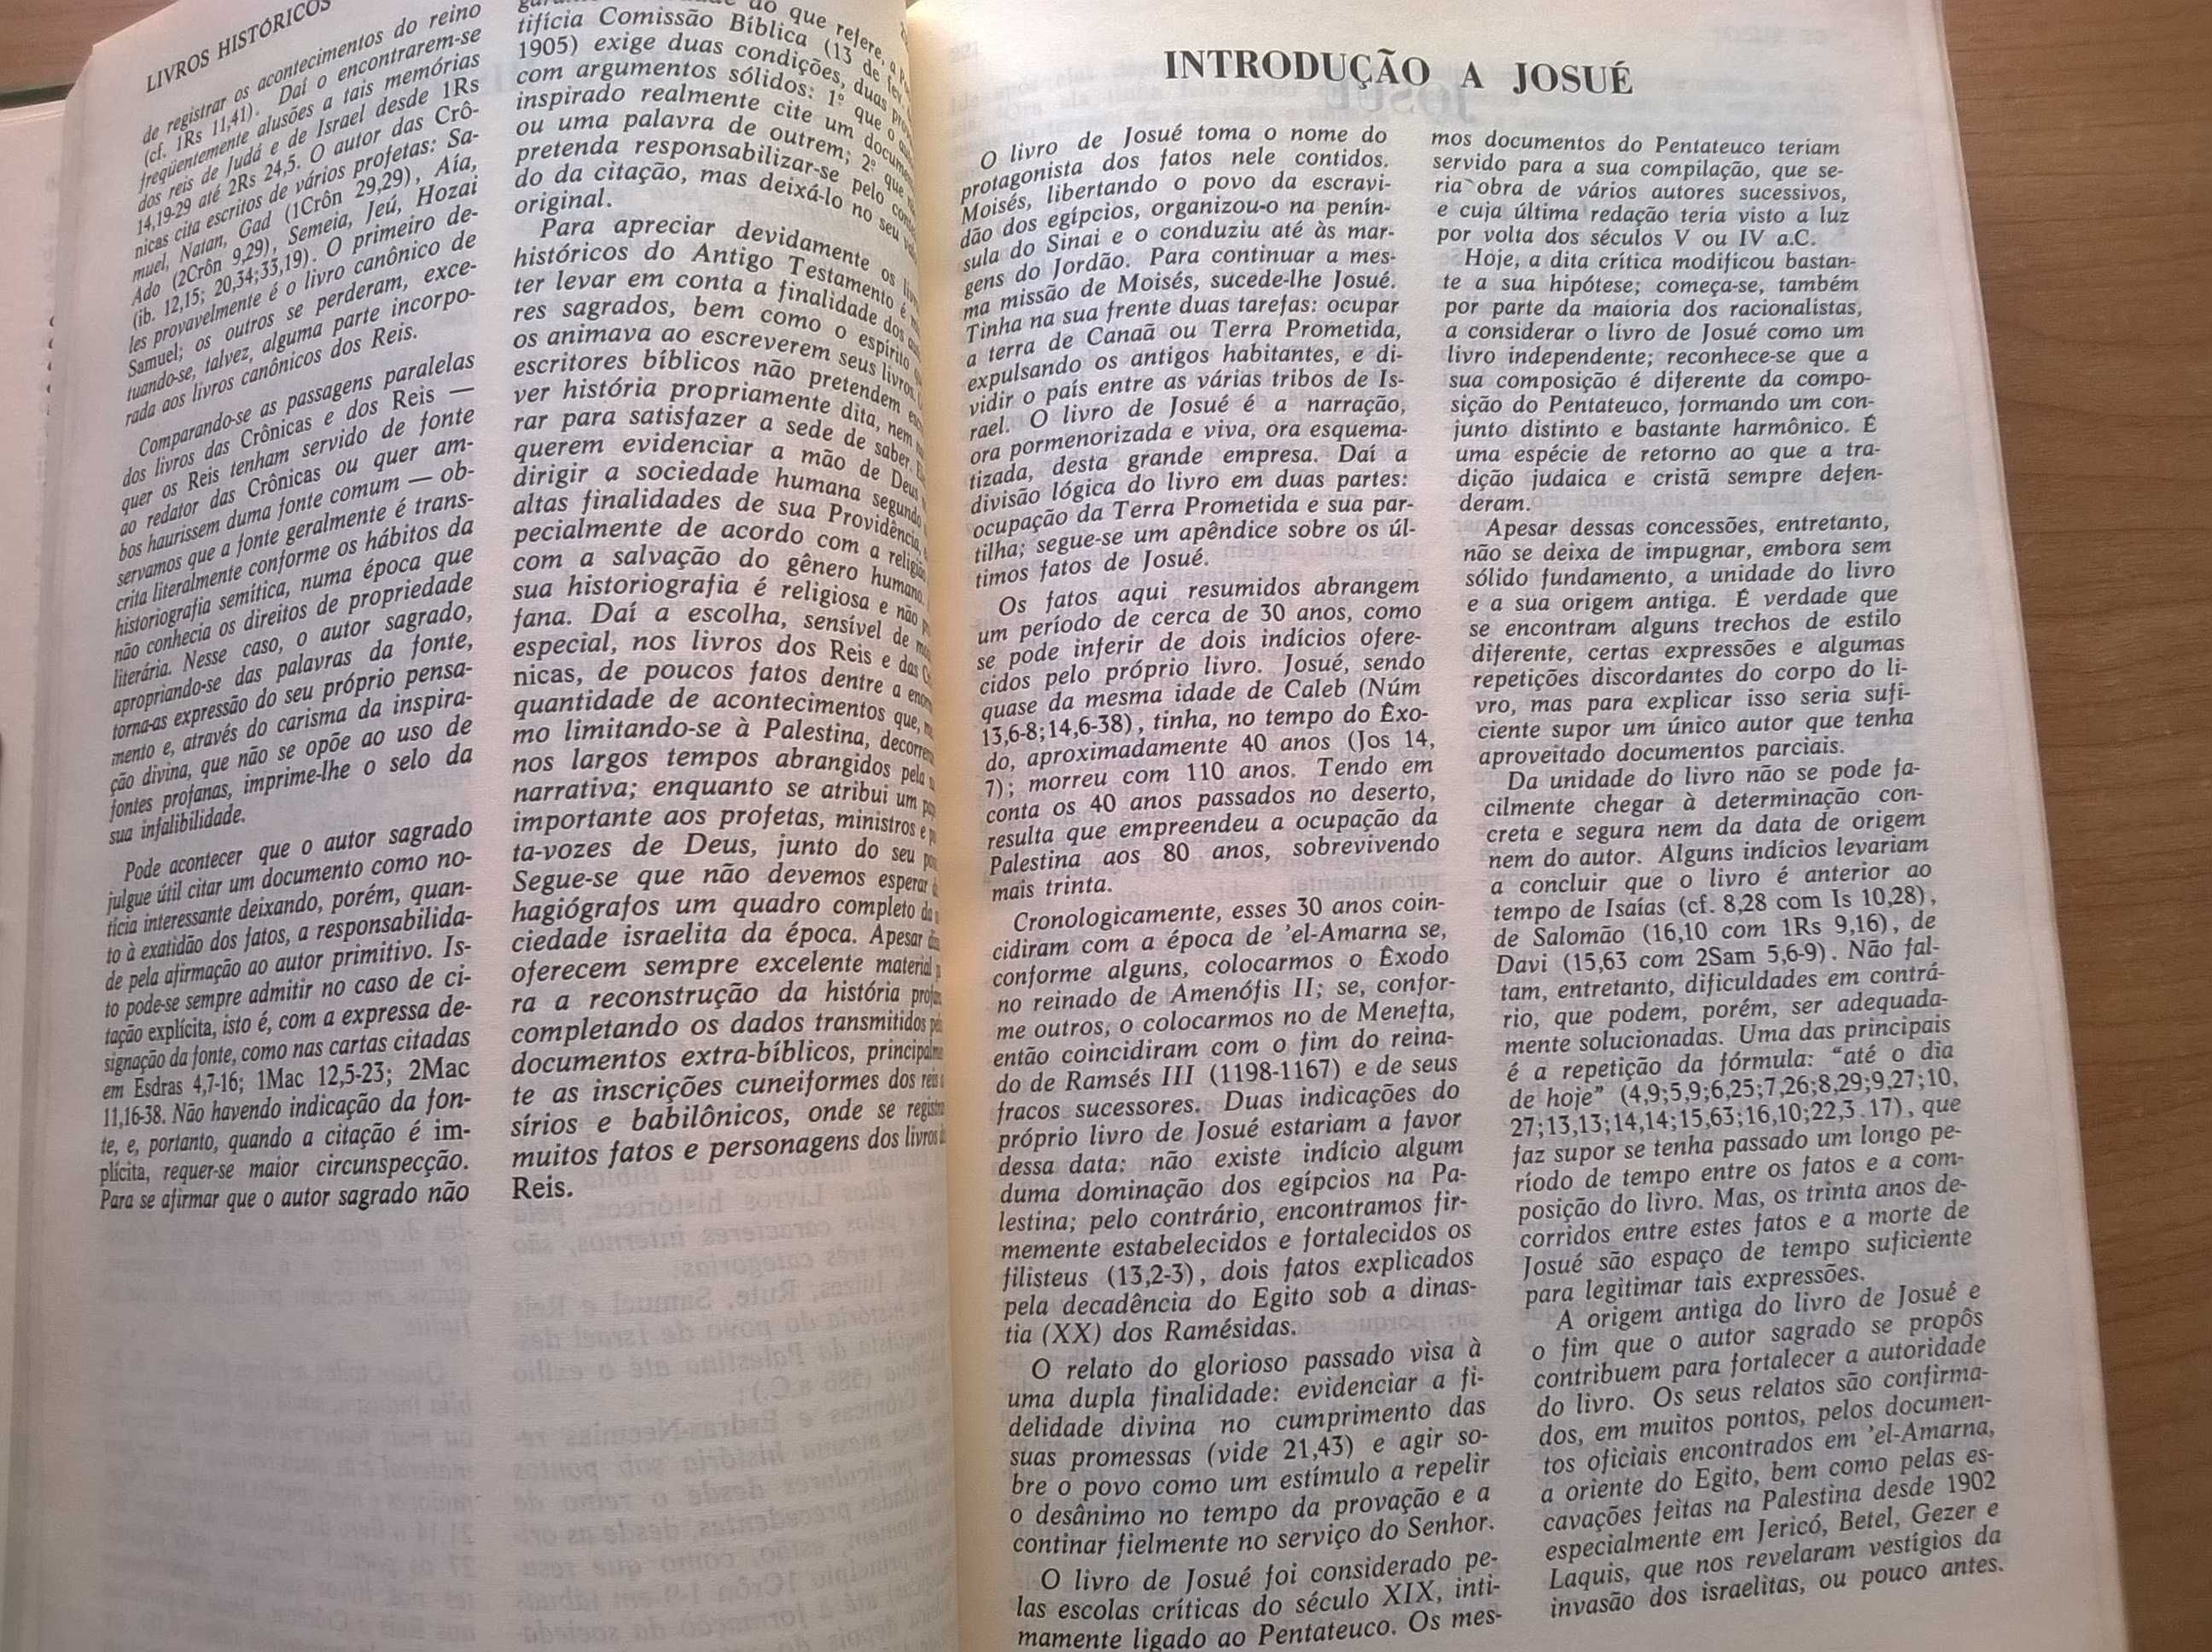 LIVROS HISTÓRICOS
de registrar os acontecimentos do reino
(cf. 1Rs 11,41). Daí o encontrarem-se
freqüentemente alusões a tais memórias
dos reis de Judá e de Israel desde 1Rs
14,19-29 até 2Rs 24,5. O autor das Crô-
nicas cita escritos de vários profetas: Sa-
muel, Natan, Gad (1Crôn 29,29), Aía,
Ado (2Crôn 9,29), Semeia, Jeú, Hozai
(ib. 12,15; 20,34;33,19). O primeiro de-
les provavelmente é o livro canônico de
Samuel; os outros se perderam, exce-
tuando-se, talvez, alguma parte incorpo-
rada aos livros canônicos dos Reis.
Comparando-se as passagens paralelas
dos livros das Crônicas e dos Reis —
quer os Reis tenham servido de fonte
ao redator das Crônicas ou quer am-
bos haurissem duma fonte comum — ob-
servamos que a fonte geralmente é trans-
crita literalmente conforme os hábitos da
historiografia semítica, numa época que
não conhecia os direitos de propriedade
literária. Nesse caso, o autor sagrado,
apropriando-se das palavras da fonte,
torna-as expressão do seu próprio pensa-
mento e, através do carisma da inspira-
ção divina, que não se opõe ao uso de
fontes profanas, imprime-lhe o selo da
sua infalibilidade.
Pode acontecer que o autor sagrado
julgue útil citar um documento como no-
tícia interessante deixando, porém, quan-
to à exatidão dos fatos, a responsabilida-
de pela afirmação ao autor primitivo. Is-
to pode-se sempre admitir no caso de ci-
tação explícita, isto é, com a expressa de-
signação da fonte, como nas cartas citadas
em Esdras 4,7-16; 1Mac 12,5-23; 2Mac
11,16-38. Não havendo indicação da fon-
te, e, portanto, quando a citação é im-
plícita, requer-se maior circunspecção.
Para se afirmar que o autor sagrado não
do que refere, a
tifícia Comissão Bíblica (13 de fev.
1905) exige duas condições, duas
com argumentos sólidos: 1º que o
inspirado realmente cite um
ou uma palavra de outrem; 2º que
pretenda responsabilizar-se pelo
do da citação, mas deixá-lo no seu
original.
Para apreciar devidamente os
históricos do Antigo Testamento é
ter levar em conta a finalidade dos
res sagrados, bem como o espírito
os animava ao escreverem seus livros.
escritores bíblicos não pretendem
ver história propriamente dita, nem
rar para satisfazer a sede de saber.
querem evidenciar a mão de Deus
dirigir a sociedade humana segundo
altas finalidades de sua Providência,
pecialmente de acordo com a
com a salvação do gênero humano.
sua historiografia é religiosa e não
fana. Daí a escolha, sensível de
especial, nos livros dos Reis e das
nicas, de poucos fatos dentre a
quantidade de acontecimentos que,
mo limitando-se à Palestina,
nos largos tempos abrangidos pela
narrativa; enquanto se atribui um
importante aos profetas, ministros e
ta-vozes de Deus, junto do seu
Segue-se que não devemos esperar
hagiógrafos um quadro completo da
ciedade israelita da época. Apesar
oferecem sempre excelente material
ra a reconstrução da história
completando os dados transmitidos
documentos extra-bíblicos,
te as inscrições cuneiformes dos reis
sírios e babilônicos, onde se
muitos fatos e personagens dos livros
Reis.
INTRODUÇÃO A JOSUÉ
O livro de Josué toma o nome do
protagonista dos fatos nele contidos.
Moisés, libertando o povo da escravi-
dão dos egípcios, organizou-o na penín-
sula do Sinai e o conduziu até às mar-
gens do Jordão. Para continuar a mes-
ma missão de Moisés, sucede-lhe Josué.
Tinha na sua frente duas tarefas: ocupar
a terra de Canaã ou Terra Prometida,
expulsando os antigos habitantes, e di-
vidir o país entre as várias tribos de Is-
rael. O livro de Josué é a narração,
ora pormenorizada e viva, ora esquema-
tizada, desta grande empresa. Daí a
divisão lógica do livro em duas partes:
ocupação da Terra Prometida e sua par-
tilha; segue-se um apêndice sobre os úl-
timos fatos de Josué.
Os fatos aqui resumidos abrangem
um período de cerca de 30 anos, como
se pode inferir de dois indícios ofere-
cidos pelo próprio livro. Josué, sendo
quase da mesma idade de Caleb (Núm
13,6-8;14,6-38), tinha, no tempo do Êxo-
do, aproximadamente 40 anos (Jos 14,
7); morreu com 110 anos. Tendo em
conta os 40 anos passados no deserto,
resulta que empreendeu a ocupação da
Palestina aos 80 anos, sobrevivendo
mais trinta.
Cronologicamente, esses 30 anos coin-
cidiram com a época de 'el-Amarna se,
conforme alguns, colocarmos o Êxodo
no reinado de Amenófis II; se, confor-
me outros, o colocarmos no de Menefta,
então coincidiram com o fim do reina-
do de Ramsés III (1198-1167) e de seus
fracos sucessores. Duas indicações do
próprio livro de Josué estariam a favor
dessa data: não existe indício algum
duma dominação dos egípcios na Pa-
lestina; pelo contrário, encontramos fir-
memente estabelecidos e fortalecidos os
filisteus (13,2-3), dois fatos explicados
pela decadência do Egito sob a dinas-
tia (XX) dos Ramésidas.
O relato do glorioso passado visa à
uma dupla finalidade: evidenciar a fi-
delidade divina no cumprimento das
suas promessas (vide 21,43) e agir so-
bre o povo como um estímulo a repelir
o desânimo no tempo da provação e a
continar fielmente no serviço do Senhor.
O livro de Josué foi considerado pe-
las escolas críticas do século XIX, inti-
mamente ligado ao Pentateuco. Os mes-
mos documentos do Pentateuco teriam
servido para a sua compilação, que se-
ria obra de vários autores sucessivos,
e cuja última redação teria visto a luz
por volta dos séculos V ou IV a.C.
Hoje, a dita crítica modificou bastan-
te a sua hipótese; começa-se, também
por parte da maioria dos racionalistas,
a considerar o livro de Josué como um
livro independente; reconhece-se que a
sua composição é diferente da compo-
sição do Pentateuco, formando um con-
junto distinto e bastante harmônico. É
uma espécie de retorno ao que a tra-
dição judaica e cristã sempre defen-
deram.
Apesar dessas concessões, entretanto,
não se deixa de impugnar, embora sem
sólido fundamento, a unidade do livro
e a sua origem antiga. É verdade que
se encontram alguns trechos de estilo
diferente, certas expressões e algumas
repetições discordantes do corpo do li-
vro, mas para explicar isso seria sufi-
ciente supor um único autor que tenha
aproveitado documentos parciais.
Da unidade do livro não se pode fa-
cilmente chegar à determinação con-
creta e segura nem da data de origem
nem do autor. Alguns indícios levariam
a concluir que o livro é anterior ao
tempo de Isaías (cf. 8,28 com Is 10,28),
de Salomão (16,10 com 1Rs 9,16), de
Davi (15,63 com 2Sam 5,6-9). Não fal-
tam, entretanto, dificuldades em contrá-
rio, que podem, porém, ser adequada-
mente solucionadas. Uma das principais
é a repetição da fórmula: "até o dia
de hoje" (4,9;5,9;6,25;7,26;8,29;9,27;10,
27;13,13;14,14;15,63;16,10;22,3.17), que
faz supor se tenha passado um longo pe-
ríodo de tempo entre os fatos e a com-
posição do livro. Mas, os trinta anos de-
corridos entre estes fatos e a morte de
Josué são espaço de tempo suficiente
para legitimar tais expressões.
A origem antiga do livro de Josué e
o fim que o autor sagrado se propôs
contribuem para fortalecer a autoridade
do livro. Os seus relatos são confirma-
dos, em muitos pontos, pelos documen-
tos oficiais encontrados em 'el-Amarna,
a oriente do Egito, bem como pelas es-
cavações feitas na Palestina desde 1902
especialmente em Jericó, Betel, Gezer e
Laquis, que nos revelaram vestígios da
invasão dos israelitas, ou pouco antes.